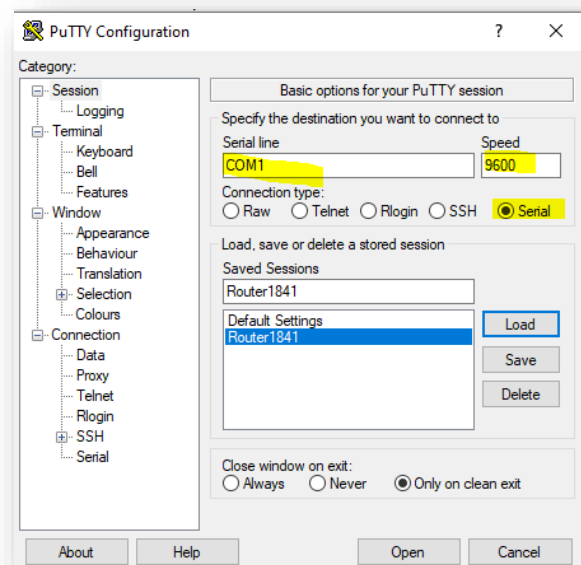 PuTTY Configuration ? ×
Category:
Session
Logging
Terminal
Keyboard
Bell
Features
Window
Appearance
Behaviour
Translation
Selection
Colours
Connection
Data
Proxy
Telnet
Rlogin
SSH
Serial
Basic options for your PuTTY session
Specify the destination you want to connect to
Serial line Speed
COM1 9600
Connection type:
Raw Telnet Rlogin SSH Serial
Load, save or delete a stored session
Saved Sessions
Router1841
Default Settings
Router1841
Load
Save
Delete
Close window on exit:
Always Never Only on clean exit
About Help Open Cancel